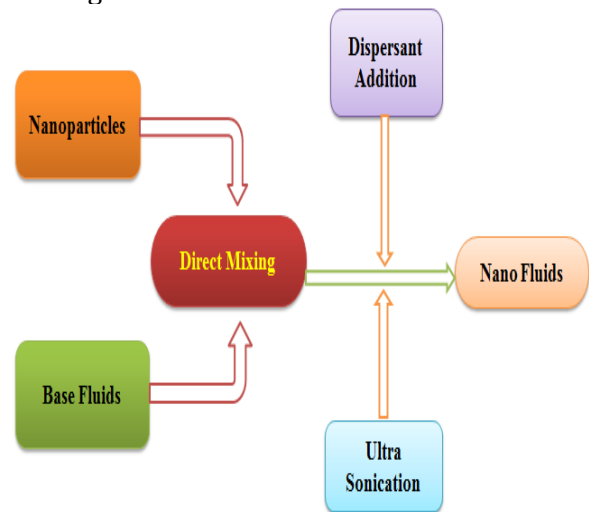 Dispersant
Addition
Nanoparticles
Direct Mixing
Nano Fluids
Base Fluids
Ultra
Sonication